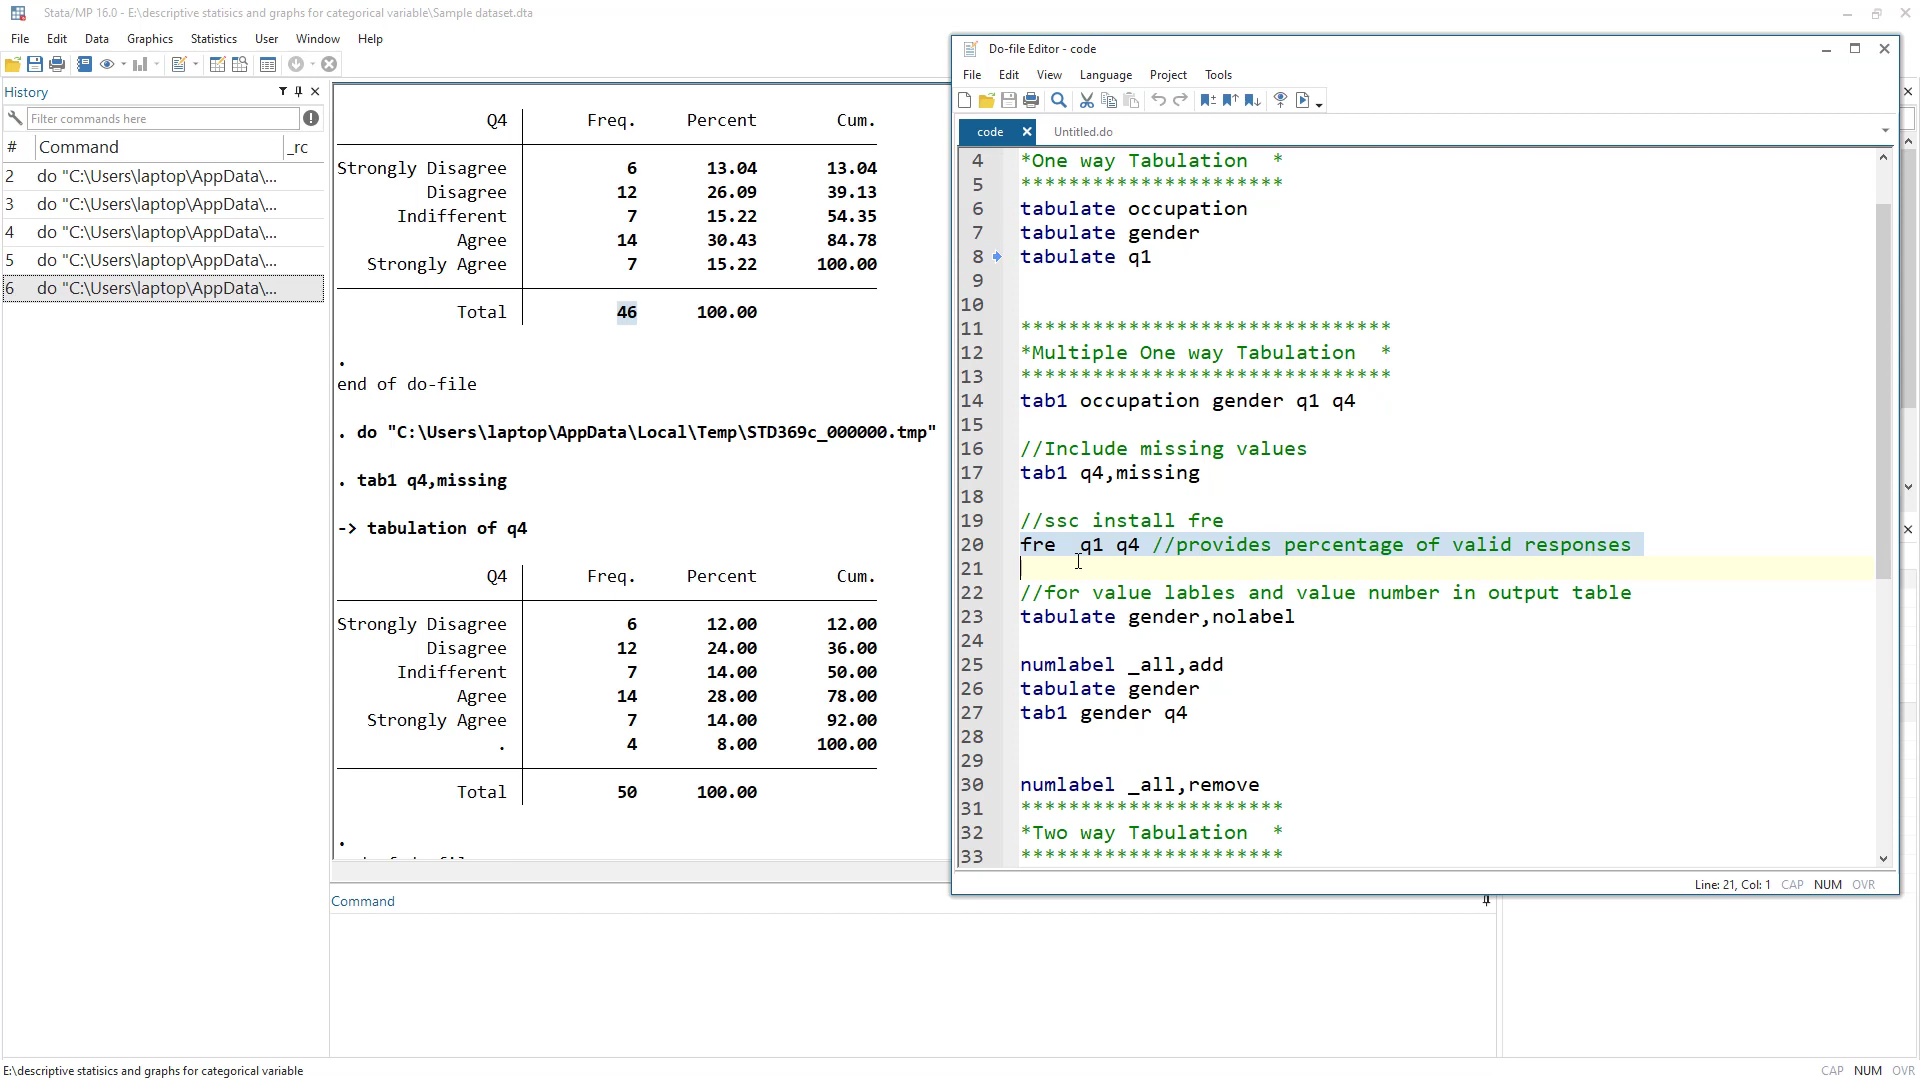 Stata/MP 16.0 - E:\descriptive statisics and graphs for categorical variable\Sample dataset.dta
File Edit Data Graphics Statistics User Window Help
History
Filter commands here
# Command _rc
2 do "C:\Users\laptop\AppData\...
3 do "C:\Users\laptop\AppData\...
4 do "C:\Users\laptop\AppData\...
5 do "C:\Users\laptop\AppData\...
6 do "C:\Users\laptop\AppData\...
Q4 Freq. Percent Cum.
Strongly Disagree 6 13.04 13.04
Disagree 12 26.09 39.13
Indifferent 7 15.22 54.35
Agree 14 30.43 84.78
Strongly Agree 7 15.22 100.00
Total 46 100.00
.
end of do-file
. do "C:\Users\laptop\AppData\Local\Temp\STD369c_000000.tmp"
. tab1 q4,missing
-> tabulation of q4
Q4 Freq. Percent Cum.
Strongly Disagree 6 12.00 12.00
Disagree 12 24.00 36.00
Indifferent 7 14.00 50.00
Agree 14 28.00 78.00
Strongly Agree 7 14.00 92.00
. 4 8.00 100.00
Total 50 100.00
.
Command
Do-file Editor - code
File Edit View Language Project Tools
code Untitled.do
4 *One way Tabulation  *
5 **********************
6 tabulate occupation
7 tabulate gender
8 tabulate q1
9
10
11 *******************************
12 *Multiple One way Tabulation  *
13 *******************************
14 tab1 occupation gender q1 q4
15
16 //Include missing values
17 tab1 q4,missing
18
19 //ssc install fre
20 fre  q1 q4 //provides percentage of valid responses
21
22 //for value lables and value number in output table
23 tabulate gender,nolabel
24
25 numlabel _all,add
26 tabulate gender
27 tab1 gender q4
28
29
30 numlabel _all,remove
31 **********************
32 *Two way Tabulation  *
33 **********************
Line: 21, Col: 1 CAP NUM OVR
E:\descriptive statisics and graphs for categorical variable
CAP NUM OVR